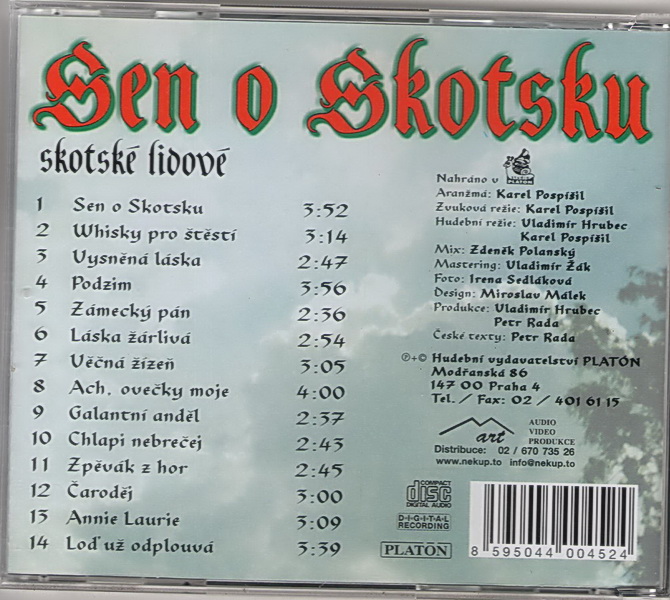 Sen o Skotsku
skotské lidové
1 Sen o Skotsku 3:52
2 Whisky pro štěstí 3:14
3 Vysněná láska 2:47
4 Podzim 3:56
5 Zámecký pán 2:36
6 Láska žárlivá 2:54
7 Věčná žízeň 3:05
8 Ach, ovečky moje 4:00
9 Galantní anděl 2:37
10 Chlapi nebrečej 2:43
11 Zpěvák z hor 2:45
12 Čaroděj 3:00
13 Annie Laurie 3:09
14 Loď už odplouvá 3:39
Nahráno v
Aranžmá: Karel Pospíšil
Zvuková režie: Karel Pospíšil
Hudební režie: Vladimír Hrubec
Karel Pospíšil
Mix: Zdeněk Polanský
Mastering: Vladimír Žák
Foto: Irena Sedláková
Design: Miroslav Málek
Produkce: Vladimír Hrubec
Petr Rada
České texty: Petr Rada
℗+© Hudební vydavatelství PLATÓN
Modřanská 86
147 00 Praha 4
Tel. / Fax: 02 / 401 61 15
art
AUDIO
VIDEO
PRODUKCE
Distribuce: 02 / 670 735 26
www.nekup.to info@nekup.to
COMPACT
disc
DIGITAL AUDIO
DIGITAL
RECORDING
PLATÓN
8 595044 004524